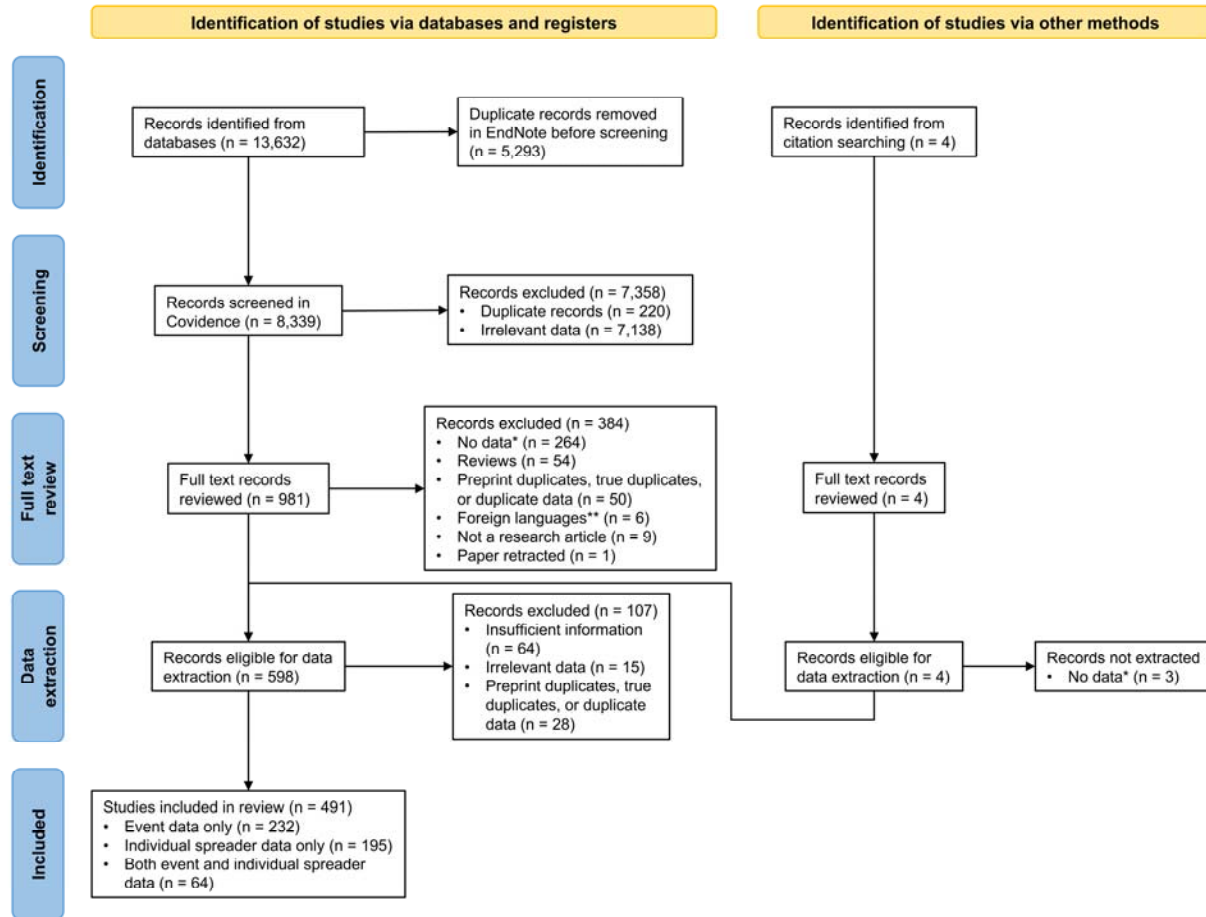 Identification of studies via databases and registers
Identification of studies via other methods
Identification
Records identified from
databases (n = 13,632)
Duplicate records removed
in EndNote before screening
(n = 5,293)
Records identified from
citation searching (n = 4)
Screening
Records screened in
Covidence (n = 8,339)
Records excluded (n = 7,358)
• Duplicate records (n = 220)
• Irrelevant data (n = 7,138)
Full text
review
Full text records
reviewed (n = 981)
Records excluded (n = 384)
• No data* (n = 264)
• Reviews (n = 54)
• Preprint duplicates, true duplicates,
or duplicate data (n = 50)
• Foreign languages** (n = 6)
• Not a research article (n = 9)
• Paper retracted (n = 1)
Full text records
reviewed (n = 4)
Data
extraction
Records eligible for data
extraction (n = 598)
Records excluded (n = 107)
• Insufficient information
(n = 64)
• Irrelevant data (n = 15)
• Preprint duplicates, true
duplicates, or duplicate
data (n = 28)
Records eligible for
data extraction (n = 4)
Records not extracted
• No data* (n = 3)
Included
Studies included in review (n = 491)
• Event data only (n = 232)
• Individual spreader data only (n = 195)
• Both event and individual spreader
data (n = 64)